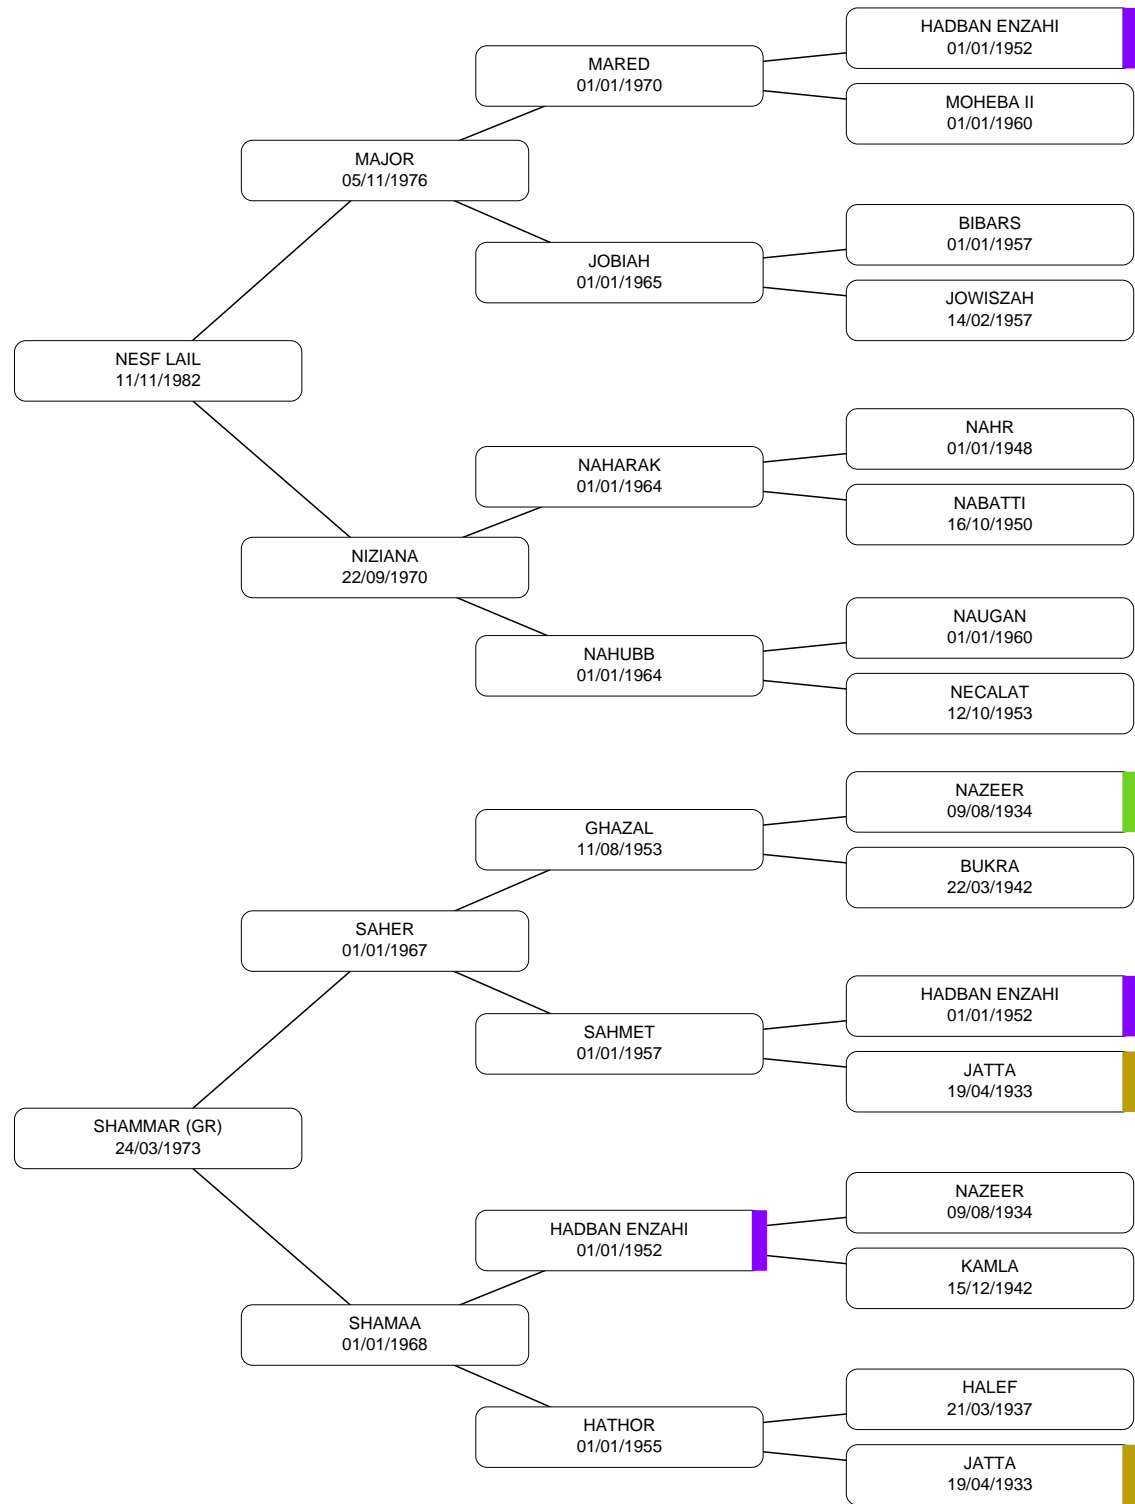 HADBAN ENZAHI
01/01/1952
MARED
01/01/1970
MOHEBA II
01/01/1960
MAJOR
05/11/1976
BIBARS
01/01/1957
JOBIAH
01/01/1965
JOWISZAH
14/02/1957
NESF LAIL
11/11/1982
NAHR
01/01/1948
NAHARAK
01/01/1964
NABATTI
16/10/1950
NIZIANA
22/09/1970
NAUGAN
01/01/1960
NAHUBB
01/01/1964
NECALAT
12/10/1953
NAZEER
09/08/1934
GHAZAL
11/08/1953
BUKRA
22/03/1942
SAHER
01/01/1967
HADBAN ENZAHI
01/01/1952
SAHMET
01/01/1957
JATTA
19/04/1933
SHAMMAR (GR)
24/03/1973
NAZEER
09/08/1934
HADBAN ENZAHI
01/01/1952
KAMLA
15/12/1942
SHAMAA
01/01/1968
HALEF
21/03/1937
HATHOR
01/01/1955
JATTA
19/04/1933